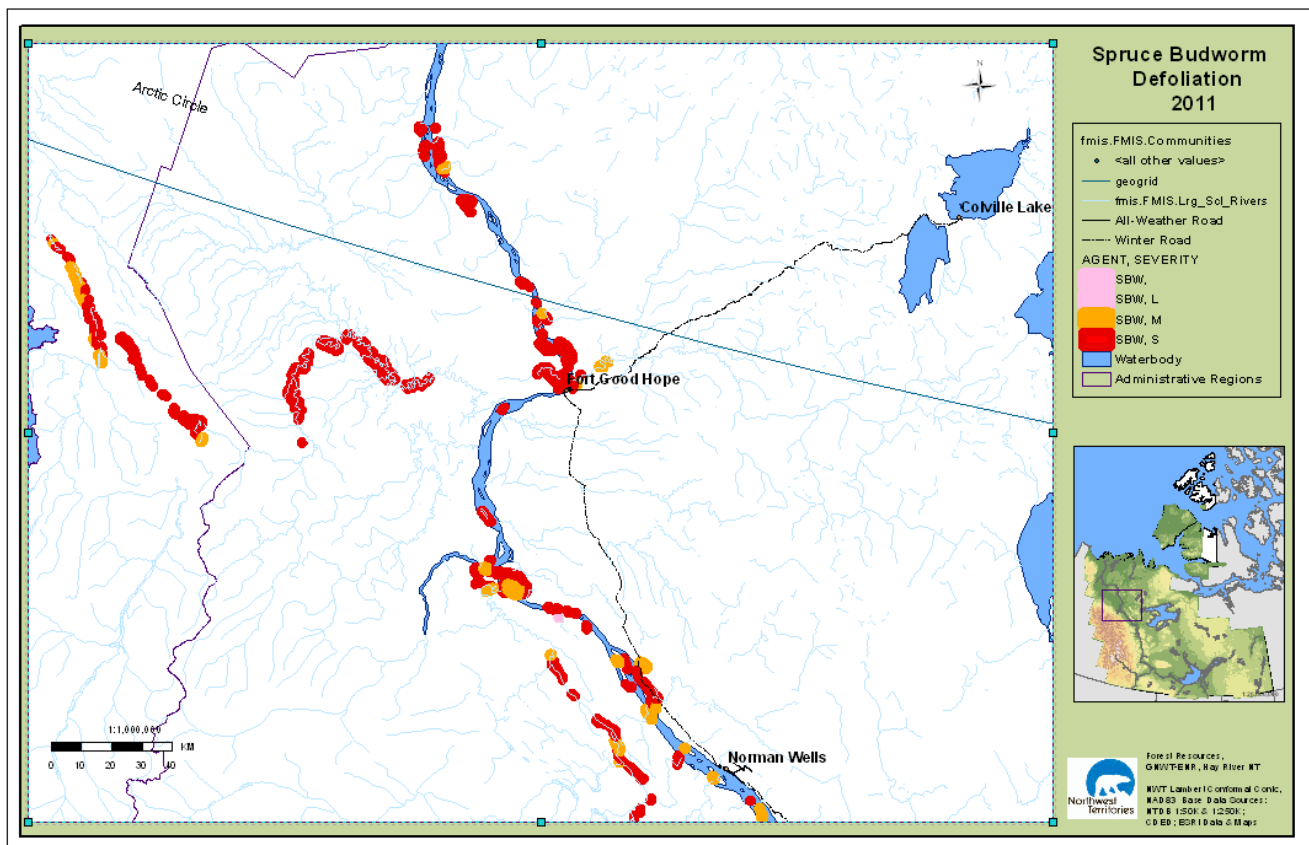 Spruce Budworm
Defoliation
2011
N
Arctic Circle
Colville Lake
Fort Good Hope
Norman Wells
1:1,000,000
KM
0 10 20 30 40
fmis.FMIS.Communities
<all other values>
geogrid
fmis.FMIS.Lrg_Scl_Rivers
All-Weather Road
Winter Road
AGENT, SEVERITY
SBW,
SBW, L
SBW, M
SBW, S
Waterbody
Administrative Regions
Northwest
Territories
Forest Resources,
GNWT-ENR, Hay River NT
NWT Lambert Conformal Conic,
NAD83 Base Data Sources:
NTDB 1:50K & 1:250K;
CDED; ESRI Data & Maps